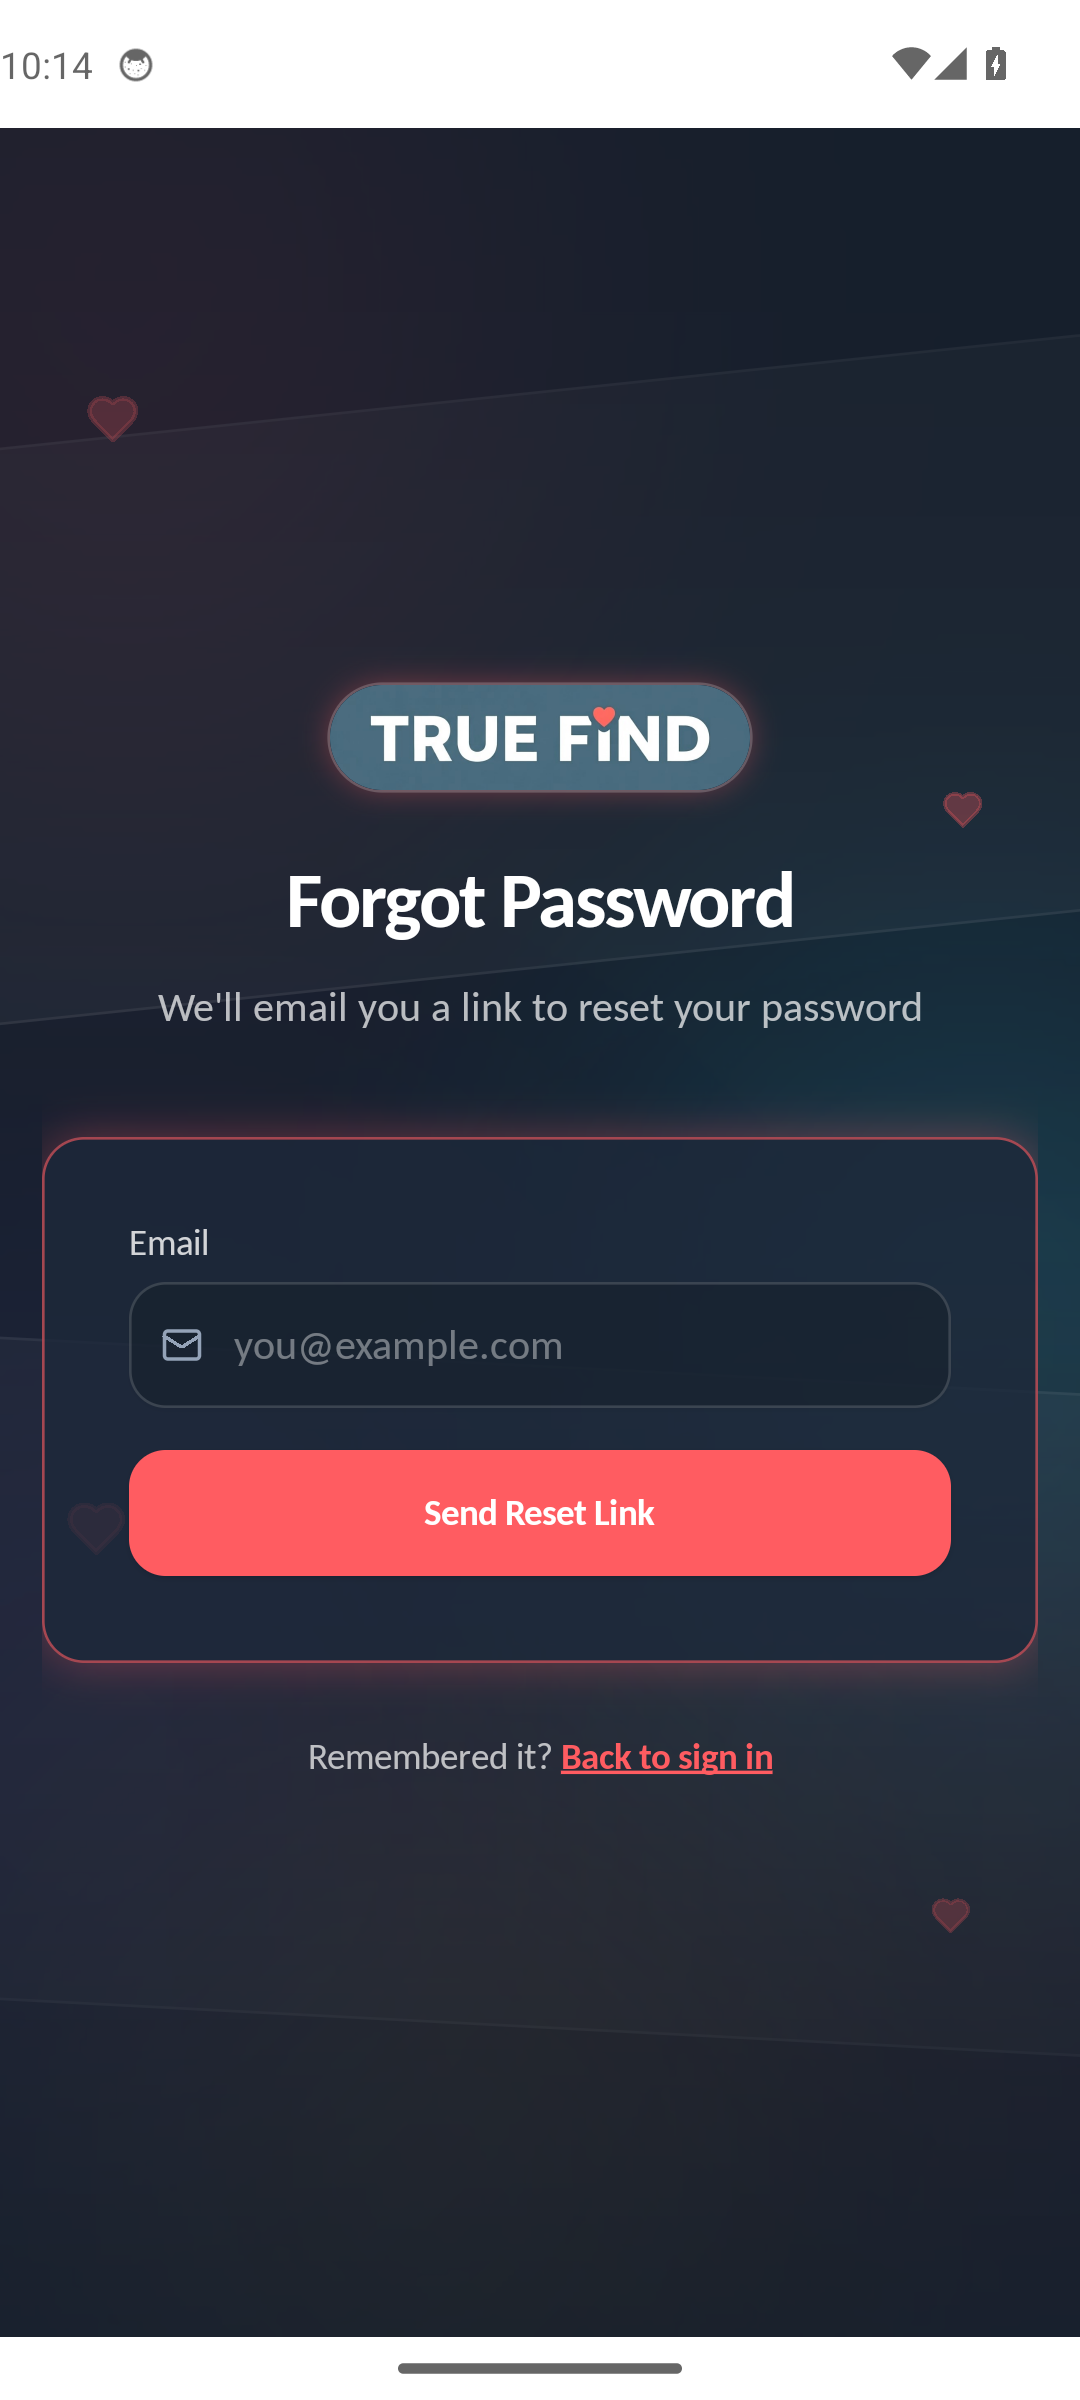 10:14
TRUE FiND
Forgot Password
We'll email you a link to reset your password
Email
you@example.com
Send Reset Link
Remembered it? Back to sign in